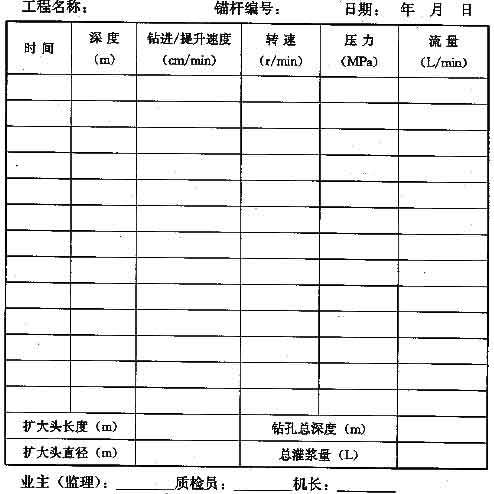 工程名称： 锚杆编号： 日期： 年 月 日
时间 深度（m） 钻进/提升速度（cm/min） 转速（r/min） 压力（MPa） 流量（L/min）
扩大头长度（m） 钻孔总深度（m）
扩大头直径（m） 总灌浆量（L）
业主（监理）： 质检员： 机长：